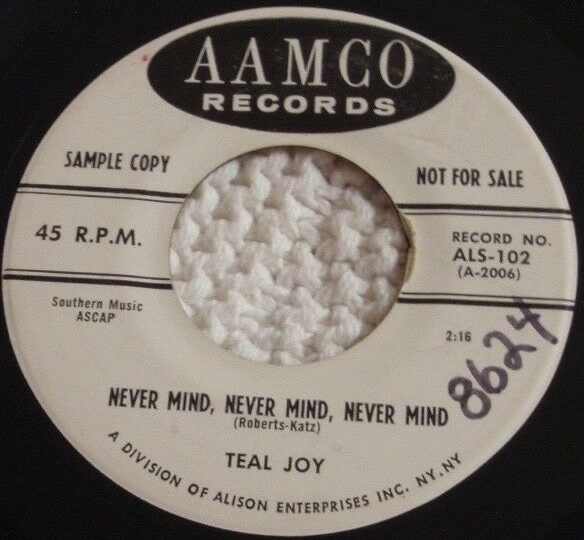 AAMCO
RECORDS
SAMPLE COPY
NOT FOR SALE
45 R.P.M.
RECORD NO.
ALS-102
(A-2006)
Southern Music
ASCAP
2:16
8624
NEVER MIND, NEVER MIND, NEVER MIND
(Roberts-Katz)
TEAL JOY
A DIVISION OF ALISON ENTERPRISES INC. NY. NY